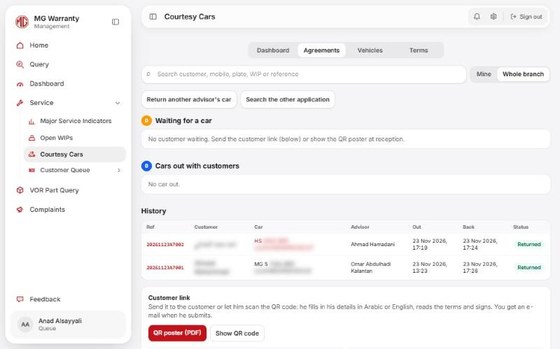 MG Warranty
Management
Home
Query
Dashboard
Service
Major Service Indicators
Open WIPs
Courtesy Cars
Customer Queue
VOR Part Query
Complaints
Feedback
AA
Anad Alsayyali
Queue
Courtesy Cars
Sign out
Dashboard Agreements Vehicles Terms
Search customer, mobile, plate, WIP or reference
Mine Whole branch
Return another advisor's car Search the other application
0 Waiting for a car
No customer waiting. Send the customer link (below) or show the QR poster at reception.
0 Cars out with customers
No car out.
History
Ref Customer Car Advisor Out Back Status
HS Ahmad Hamadani 23 Nov 2026, 17:19 23 Nov 2026, 17:24 Returned
MG 5 Omar Abdulhadi Kalantan 23 Nov 2026, 13:23 23 Nov 2026, 17:28 Returned
Customer link
Send it to the customer or let him scan the QR code: he fills in his details in Arabic or English, reads the terms and signs. You get an e-
mail when he submits.
QR poster (PDF) Show QR code